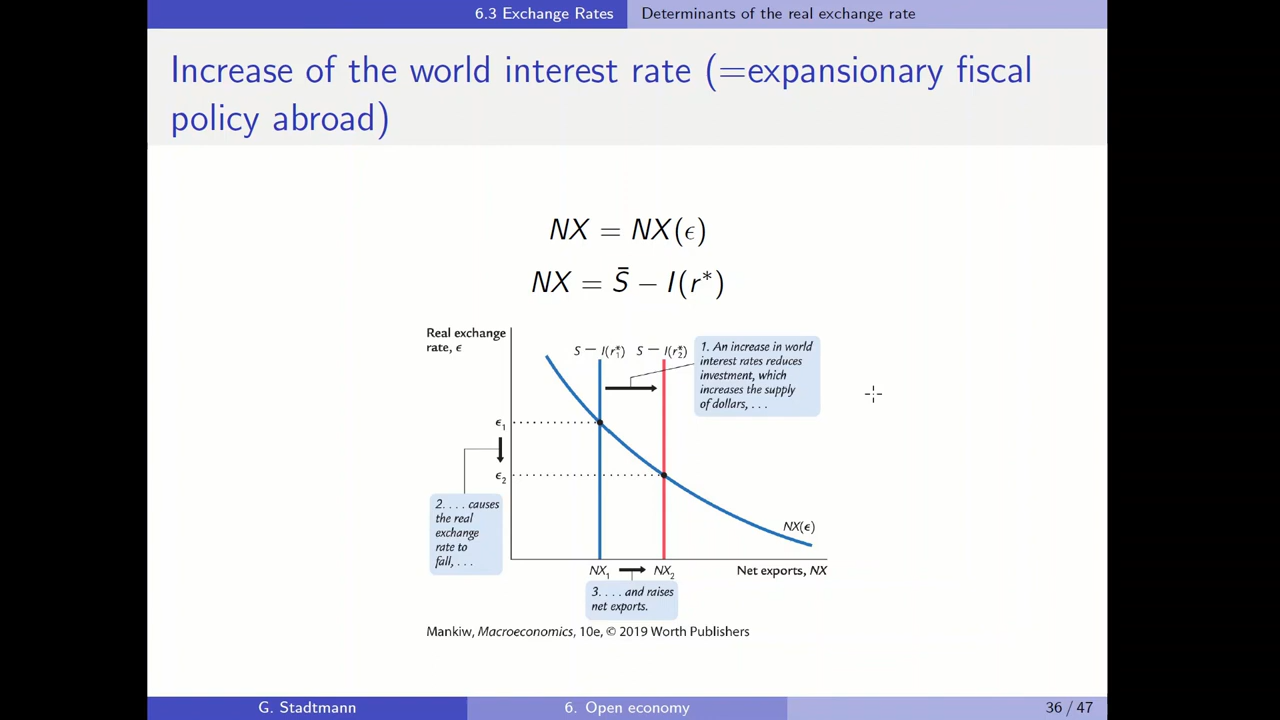 6.3 Exchange Rates Determinants of the real exchange rate
Increase of the world interest rate (=expansionary fiscal
policy abroad)
NX = NX(ϵ)
NX = S̄ − I(r*)
Real exchange
rate, ϵ
S − I(r₁*) S − I(r₂*)
1. An increase in world
interest rates reduces
investment, which
increases the supply
of dollars, . . .
ϵ₁
ϵ₂
2. . . . causes
the real
exchange
rate to
fall, . . .
NX(ϵ)
NX₁ NX₂ Net exports, NX
3. . . . and raises
net exports.
Mankiw, Macroeconomics, 10e, © 2019 Worth Publishers
G. Stadtmann 6. Open economy 36 / 47